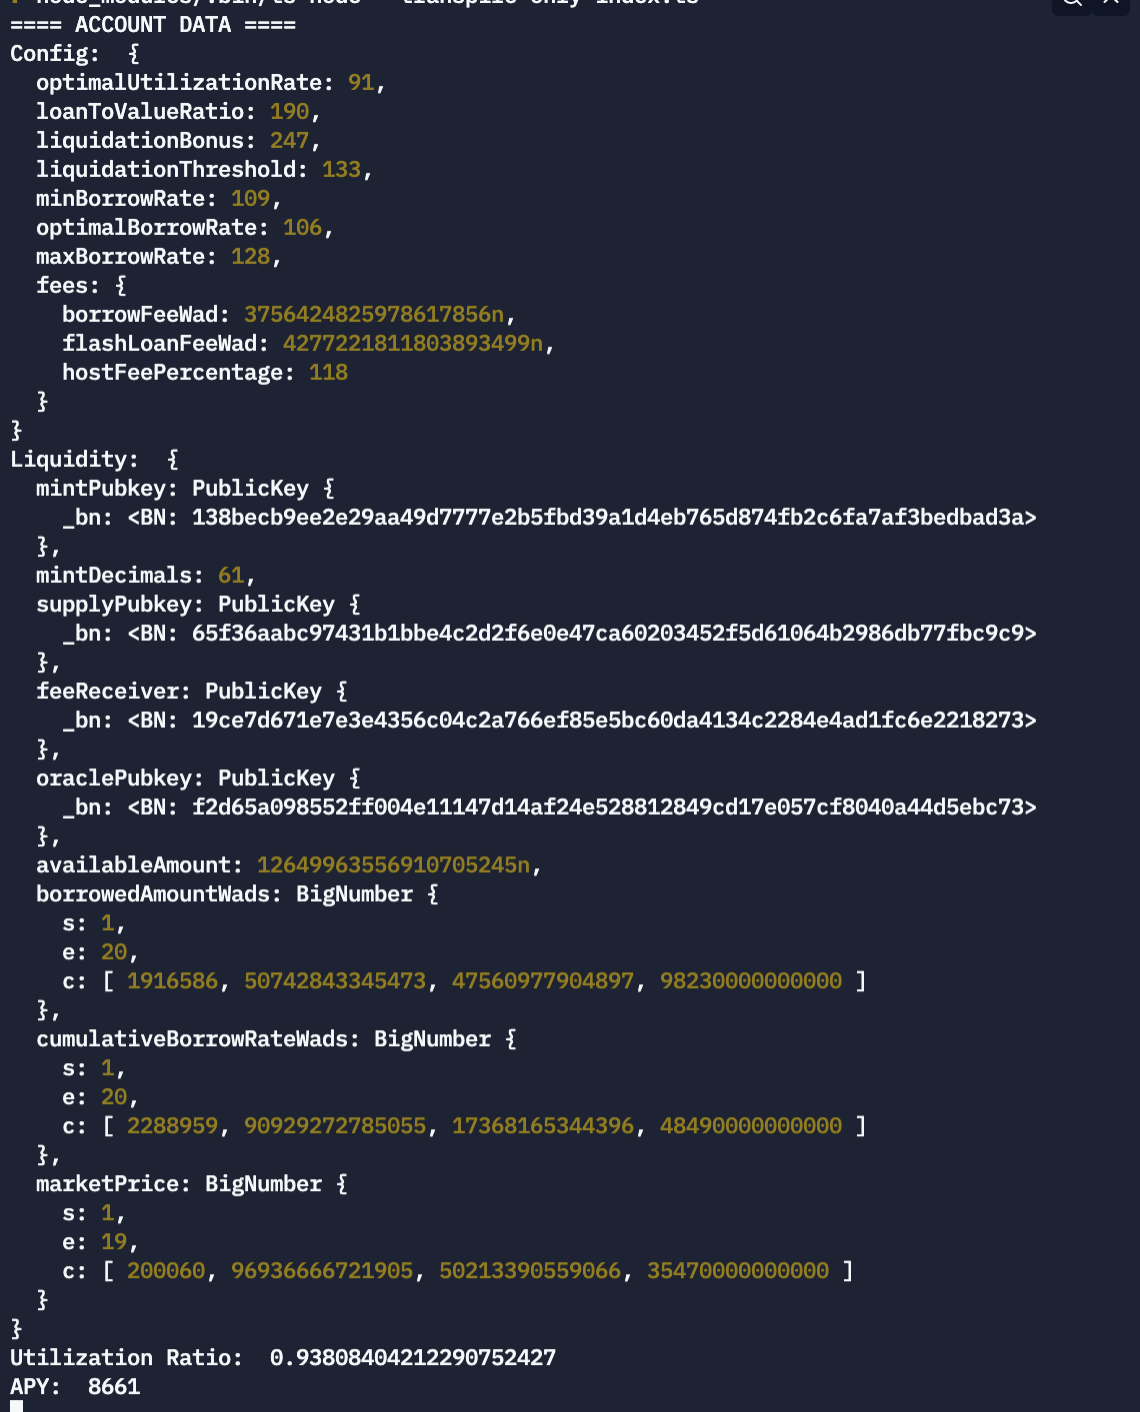 ==== ACCOUNT DATA ====
Config:  {
  optimalUtilizationRate: 91,
  loanToValueRatio: 190,
  liquidationBonus: 247,
  liquidationThreshold: 133,
  minBorrowRate: 109,
  optimalBorrowRate: 106,
  maxBorrowRate: 128,
  fees: {
    borrowFeeWad: 3756424825978617856n,
    flashLoanFeeWad: 4277221811803893499n,
    hostFeePercentage: 118
  }
}
Liquidity:  {
  mintPubkey: PublicKey {
    _bn: <BN: 138becb9ee2e29aa49d7777e2b5fbd39a1d4eb765d874fb2c6fa7af3bedbad3a>
  },
  mintDecimals: 61,
  supplyPubkey: PublicKey {
    _bn: <BN: 65f36aabc97431b1bbe4c2d2f6e0e47ca60203452f5d61064b2986db77fbc9c9>
  },
  feeReceiver: PublicKey {
    _bn: <BN: 19ce7d671e7e3e4356c04c2a766ef85e5bc60da4134c2284e4ad1fc6e2218273>
  },
  oraclePubkey: PublicKey {
    _bn: <BN: f2d65a098552ff004e11147d14af24e528812849cd17e057cf8040a44d5ebc73>
  },
  availableAmount: 12649963556910705245n,
  borrowedAmountWads: BigNumber {
    s: 1,
    e: 20,
    c: [ 1916586, 50742843345473, 47560977904897, 98230000000000 ]
  },
  cumulativeBorrowRateWads: BigNumber {
    s: 1,
    e: 20,
    c: [ 2288959, 90929272785055, 17368165344396, 48490000000000 ]
  },
  marketPrice: BigNumber {
    s: 1,
    e: 19,
    c: [ 200060, 96936666721905, 50213390559066, 35470000000000 ]
  }
}
Utilization Ratio:  0.93808404212290752427
APY:  8661